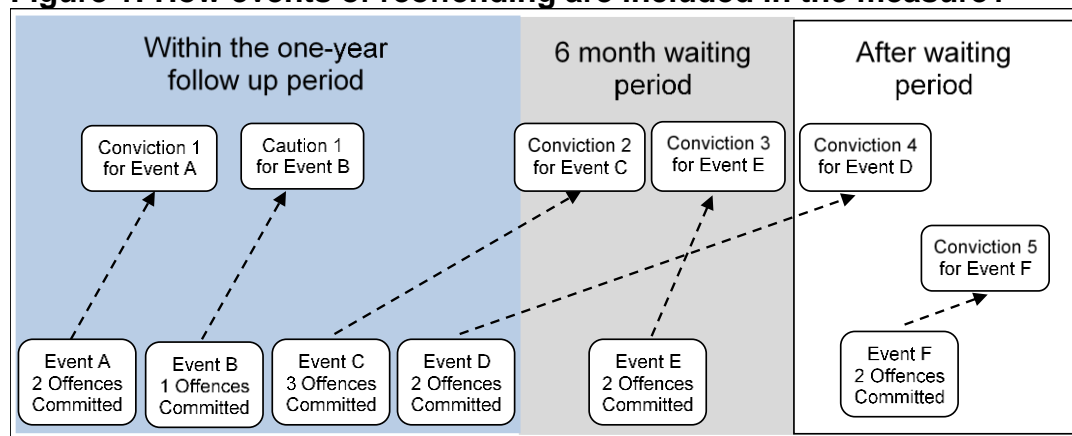 Figure 1: How events of reoffending are included in the measure?
Within the one-year
follow up period
6 month waiting
period
After waiting
period
Conviction 1
for Event A
Caution 1
for Event B
Conviction 2
for Event C
Conviction 3
for Event E
Conviction 4
for Event D
Conviction 5
for Event F
Event A
2 Offences
Committed
Event B
1 Offences
Committed
Event C
3 Offences
Committed
Event D
2 Offences
Committed
Event E
2 Offences
Committed
Event F
2 Offences
Committed